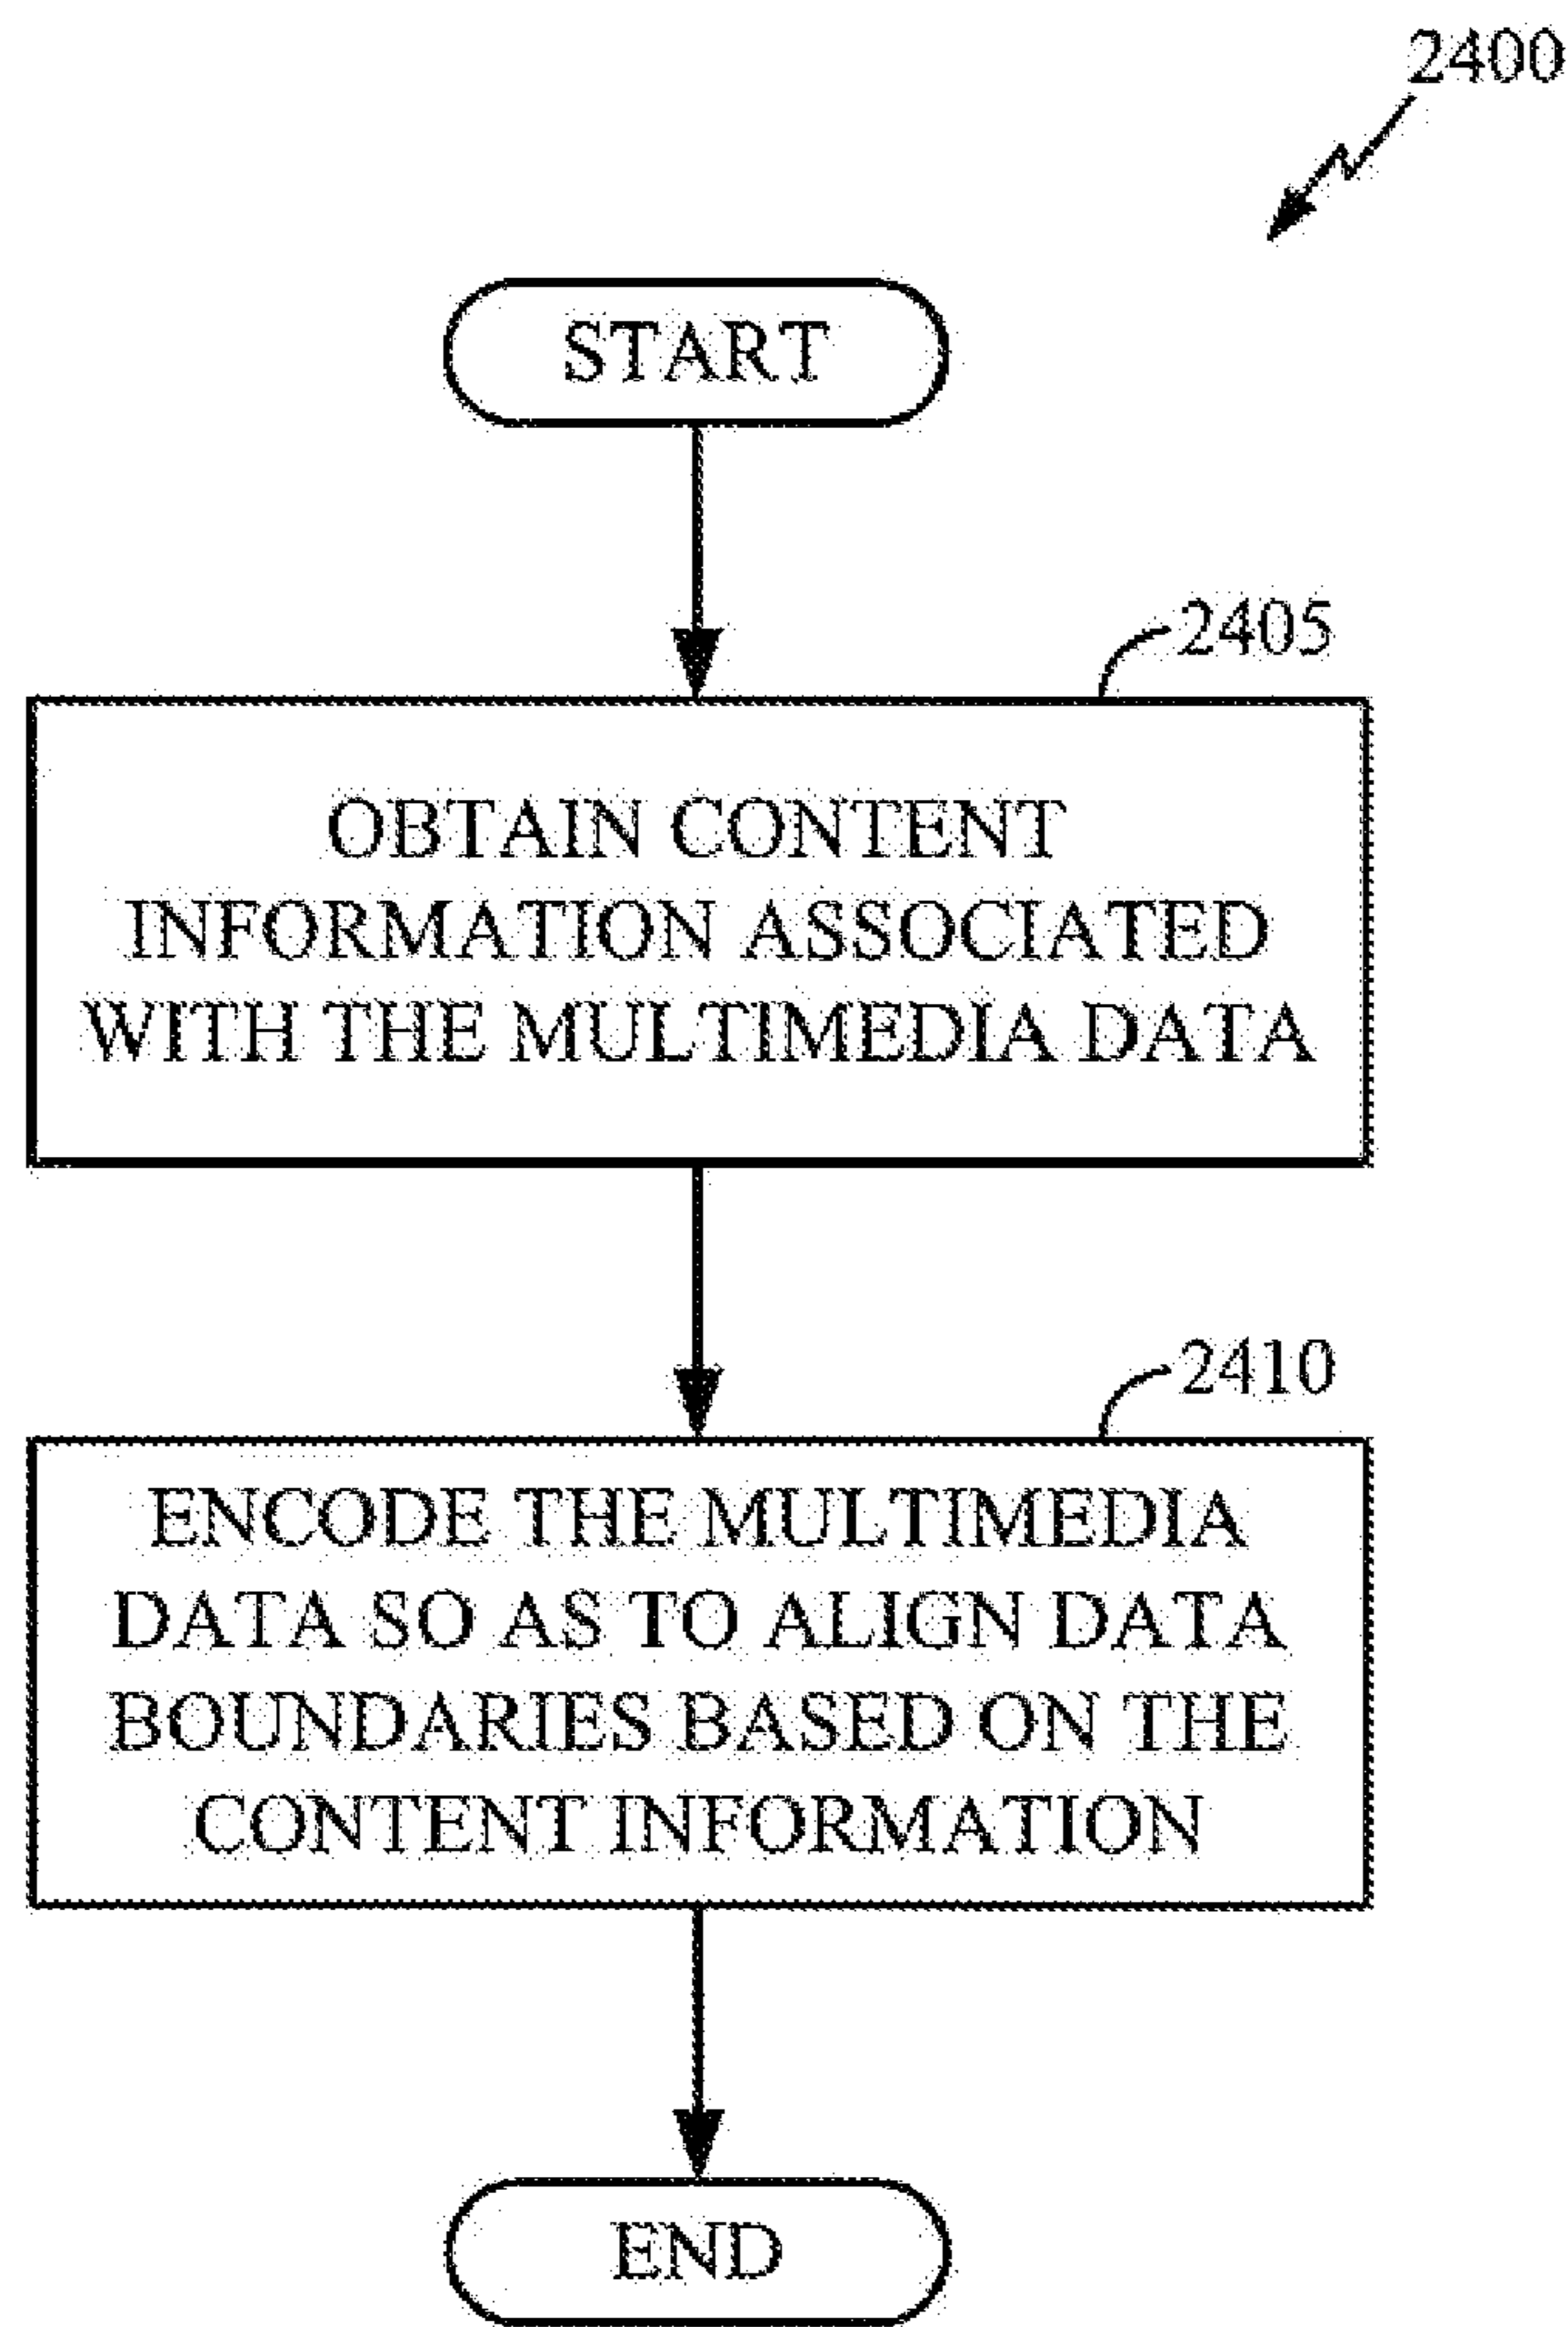 2400
START
2405
OBTAIN CONTENT
INFORMATION ASSOCIATED
WITH THE MULTIMEDIA DATA
2410
ENCODE THE MULTIMEDIA
DATA SO AS TO ALIGN DATA
BOUNDARIES BASED ON THE
CONTENT INFORMATION
END